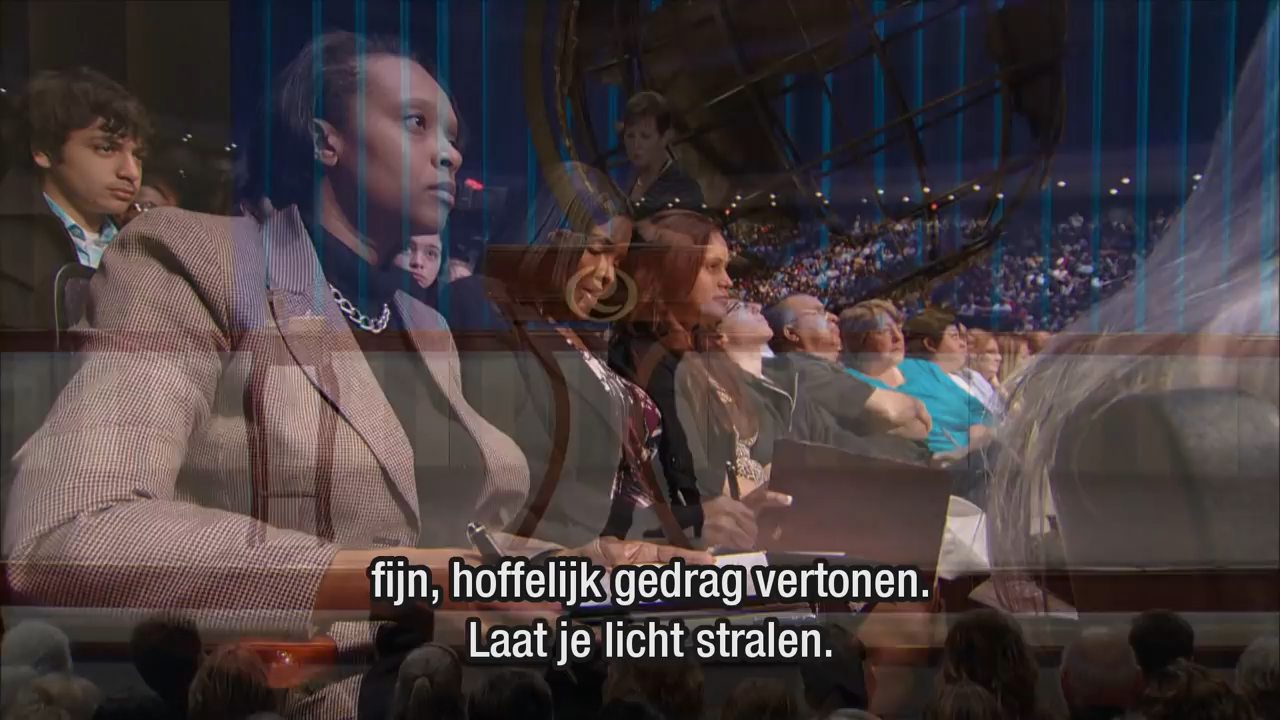 fijn, hoffelijk gedrag vertonen.
Laat je licht stralen.